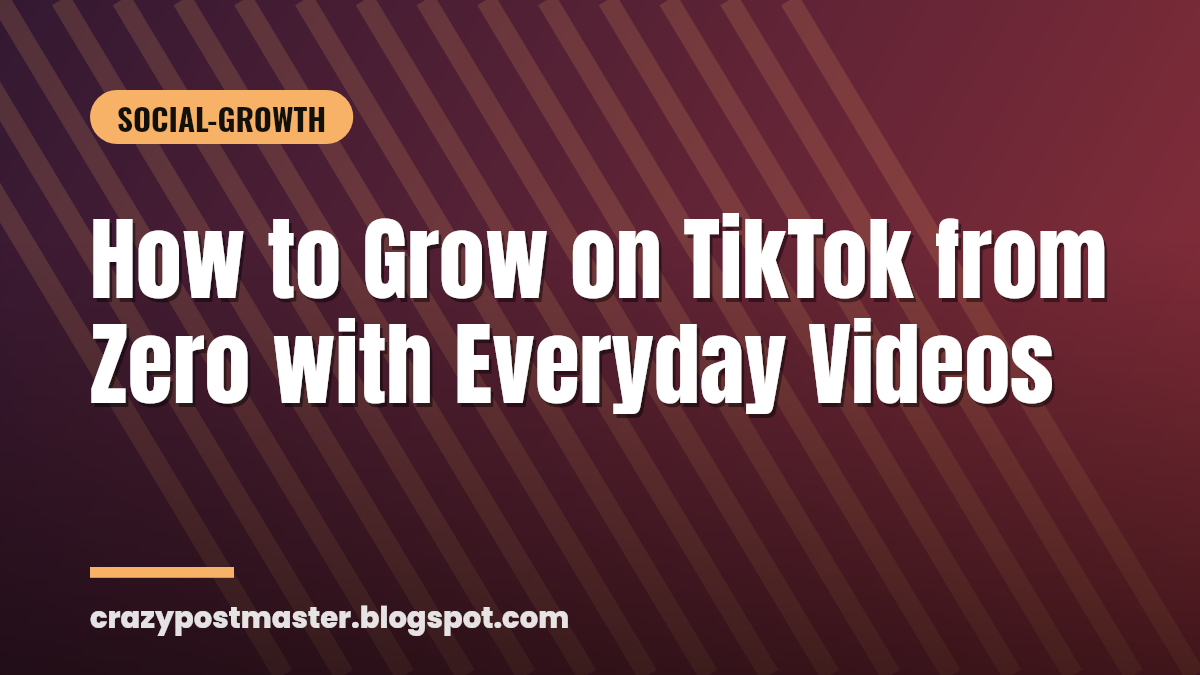 SOCIAL-GROWTH
How to Grow on TikTok from
Zero with Everyday Videos
crazypostmaster.blogspot.com